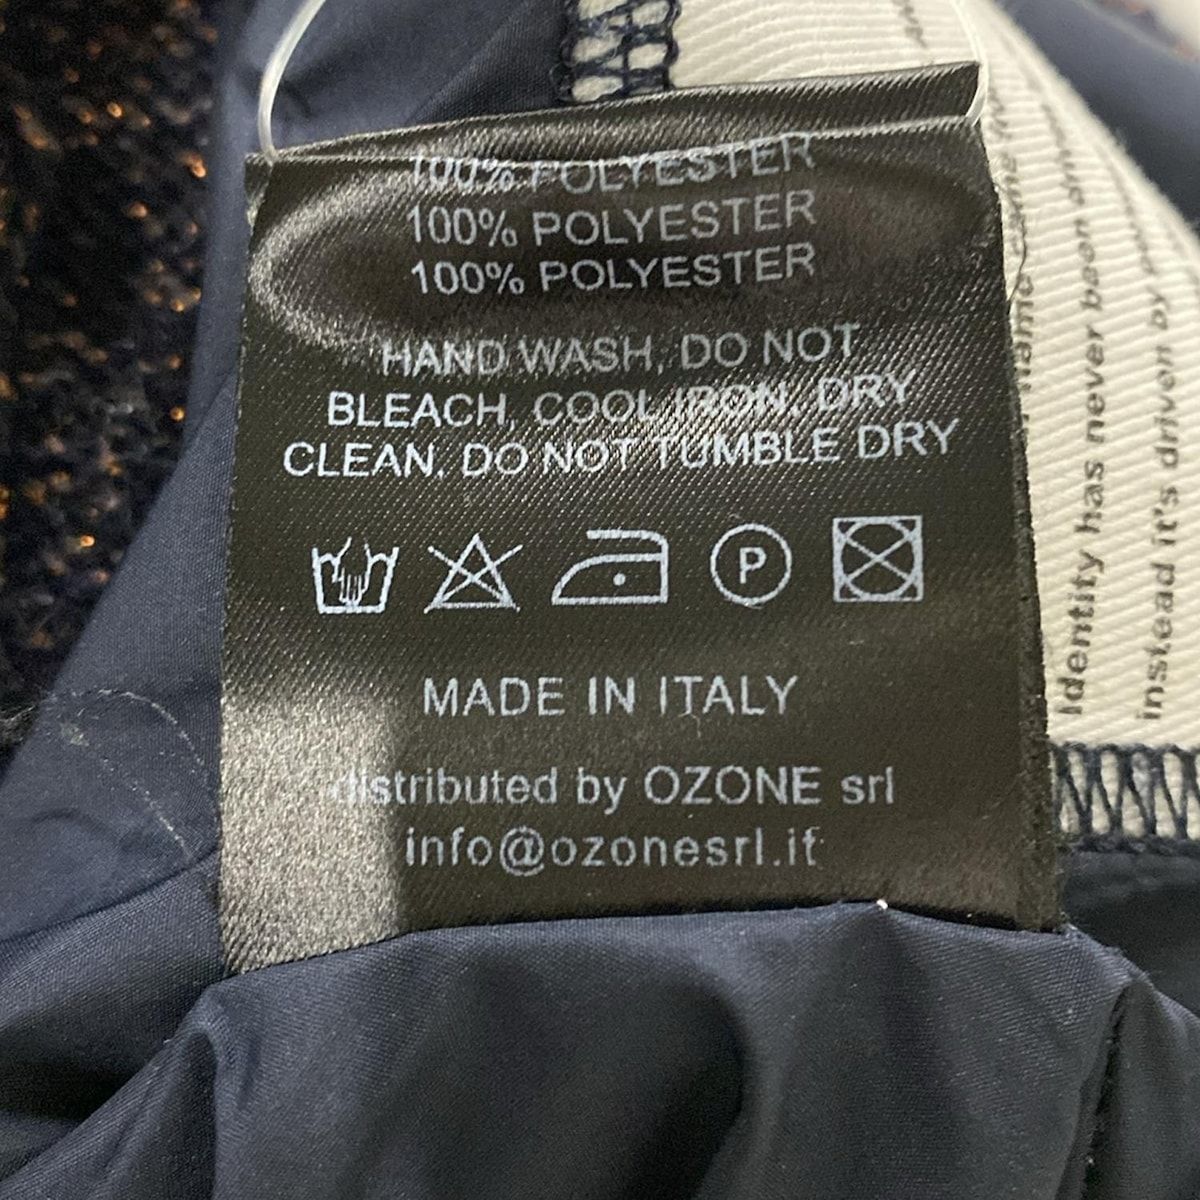 100% POLYESTER
100% POLYESTER
100% POLYESTER
HAND WASH, DO NOT
BLEACH, COOL IRON, DRY
CLEAN, DO NOT TUMBLE DRY
P
MADE IN ITALY
distributed by OZONE srl
info@ozonesrl.it
Identity has never been
instead it's driven by